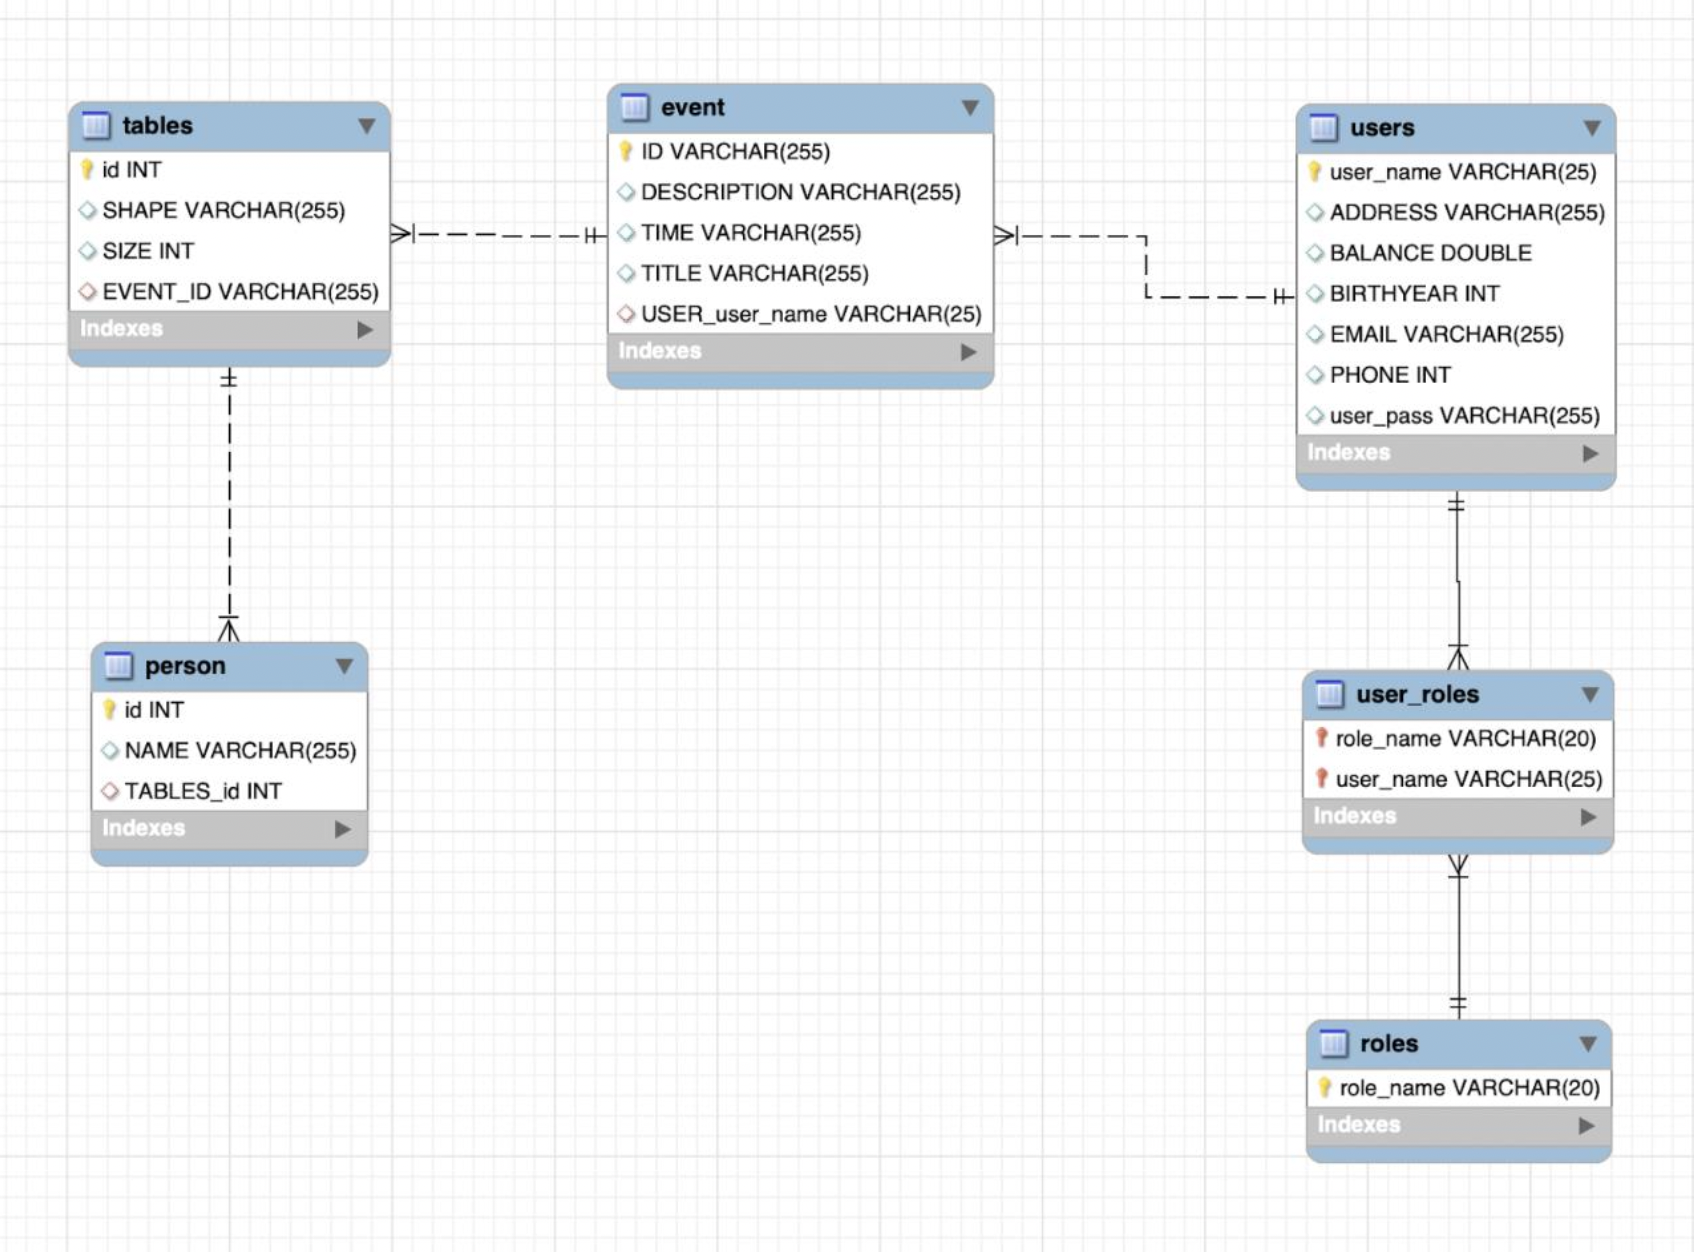 tables
id INT
SHAPE VARCHAR(255)
SIZE INT
EVENT_ID VARCHAR(255)
Indexes
event
ID VARCHAR(255)
DESCRIPTION VARCHAR(255)
TIME VARCHAR(255)
TITLE VARCHAR(255)
USER_user_name VARCHAR(25)
Indexes
users
user_name VARCHAR(25)
ADDRESS VARCHAR(255)
BALANCE DOUBLE
BIRTHYEAR INT
EMAIL VARCHAR(255)
PHONE INT
user_pass VARCHAR(255)
Indexes
person
id INT
NAME VARCHAR(255)
TABLES_id INT
Indexes
user_roles
role_name VARCHAR(20)
user_name VARCHAR(25)
Indexes
roles
role_name VARCHAR(20)
Indexes